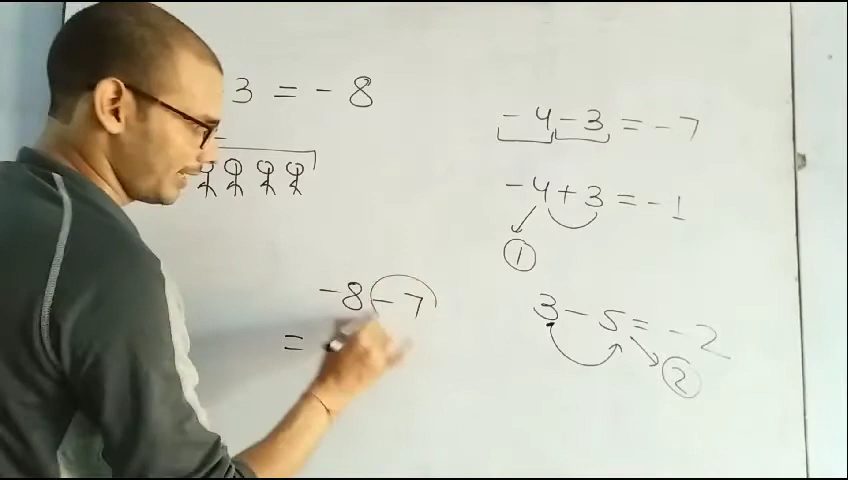 3 = - 8
- 8 - 7
=
- 4 - 3 = - 7
- 4 + 3 = - 1
1
3 - 5 = - 2
2